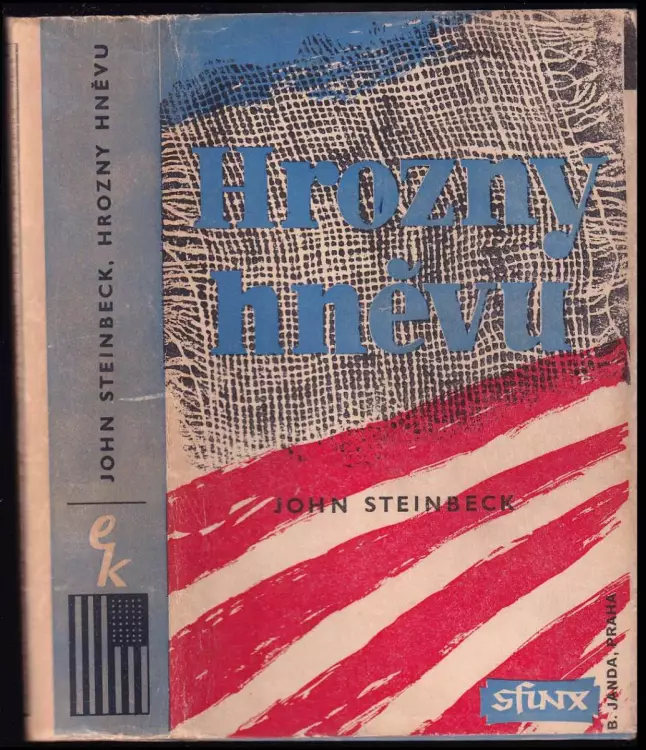 JOHN STEINBECK, HROZNY HNĚVU
ek
Hrozny
hněvu
JOHN STEINBECK
sfinx
B. JANDA, PRAHA